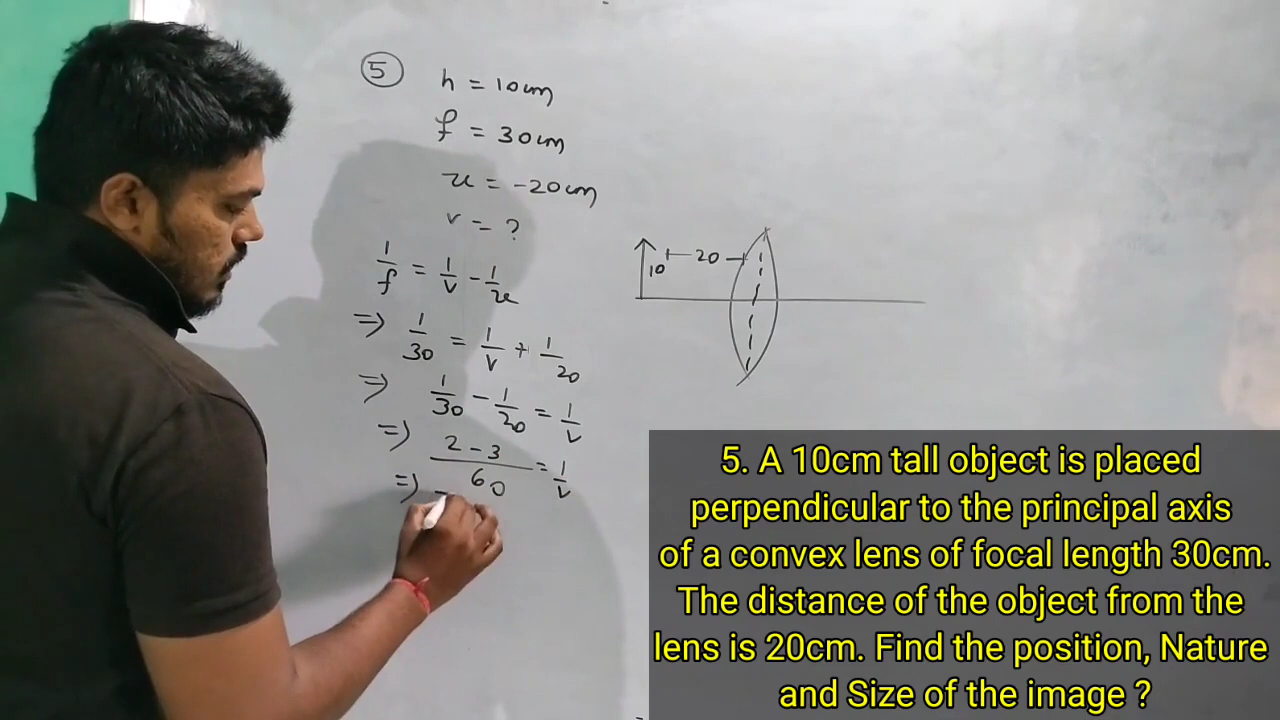 5
h = 10cm
f = 30cm
u = -20cm
v = ?
1/f = 1/v - 1/u
=> 1/30 = 1/v + 1/20
=> 1/30 - 1/20 = 1/v
=> 2 - 3/60 = 1/v
=> -
10 20
5. A 10cm tall object is placed
perpendicular to the principal axis
of a convex lens of focal length 30cm.
The distance of the object from the
lens is 20cm. Find the position, Nature
and Size of the image ?